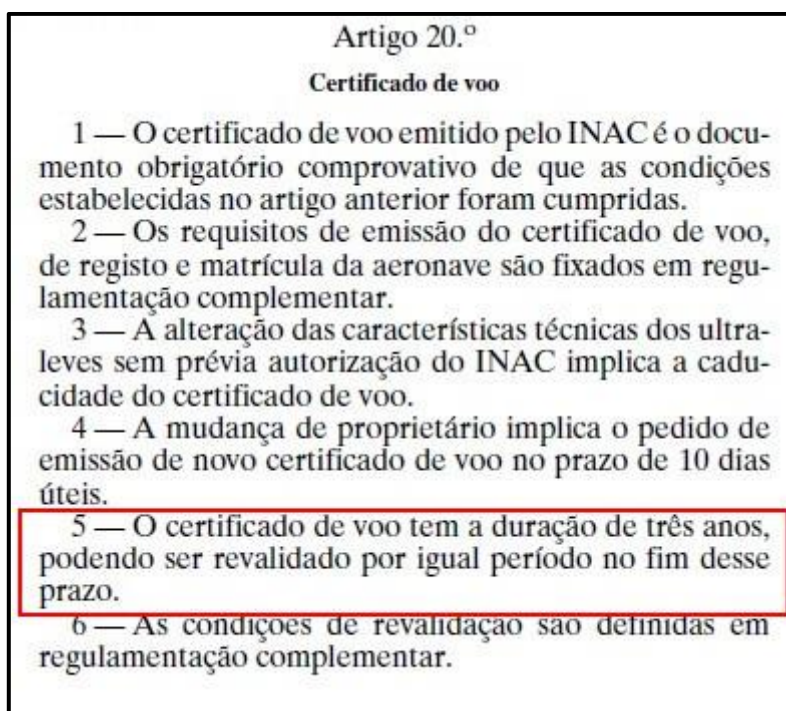 Artigo 20.º
Certificado de voo
1 — O certificado de voo emitido pelo INAC é o docu-
mento obrigatório comprovativo de que as condições
estabelecidas no artigo anterior foram cumpridas.
2 — Os requisitos de emissão do certificado de voo,
de registo e matrícula da aeronave são fixados em regu-
lamentação complementar.
3 — A alteração das características técnicas dos ultra-
leves sem prévia autorização do INAC implica a cadu-
cidade do certificado de voo.
4 — A mudança de proprietário implica o pedido de
emissão de novo certificado de voo no prazo de 10 dias
úteis.
5 — O certificado de voo tem a duração de três anos,
podendo ser revalidado por igual período no fim desse
prazo.
6 — As condições de revalidação são definidas em
regulamentação complementar.